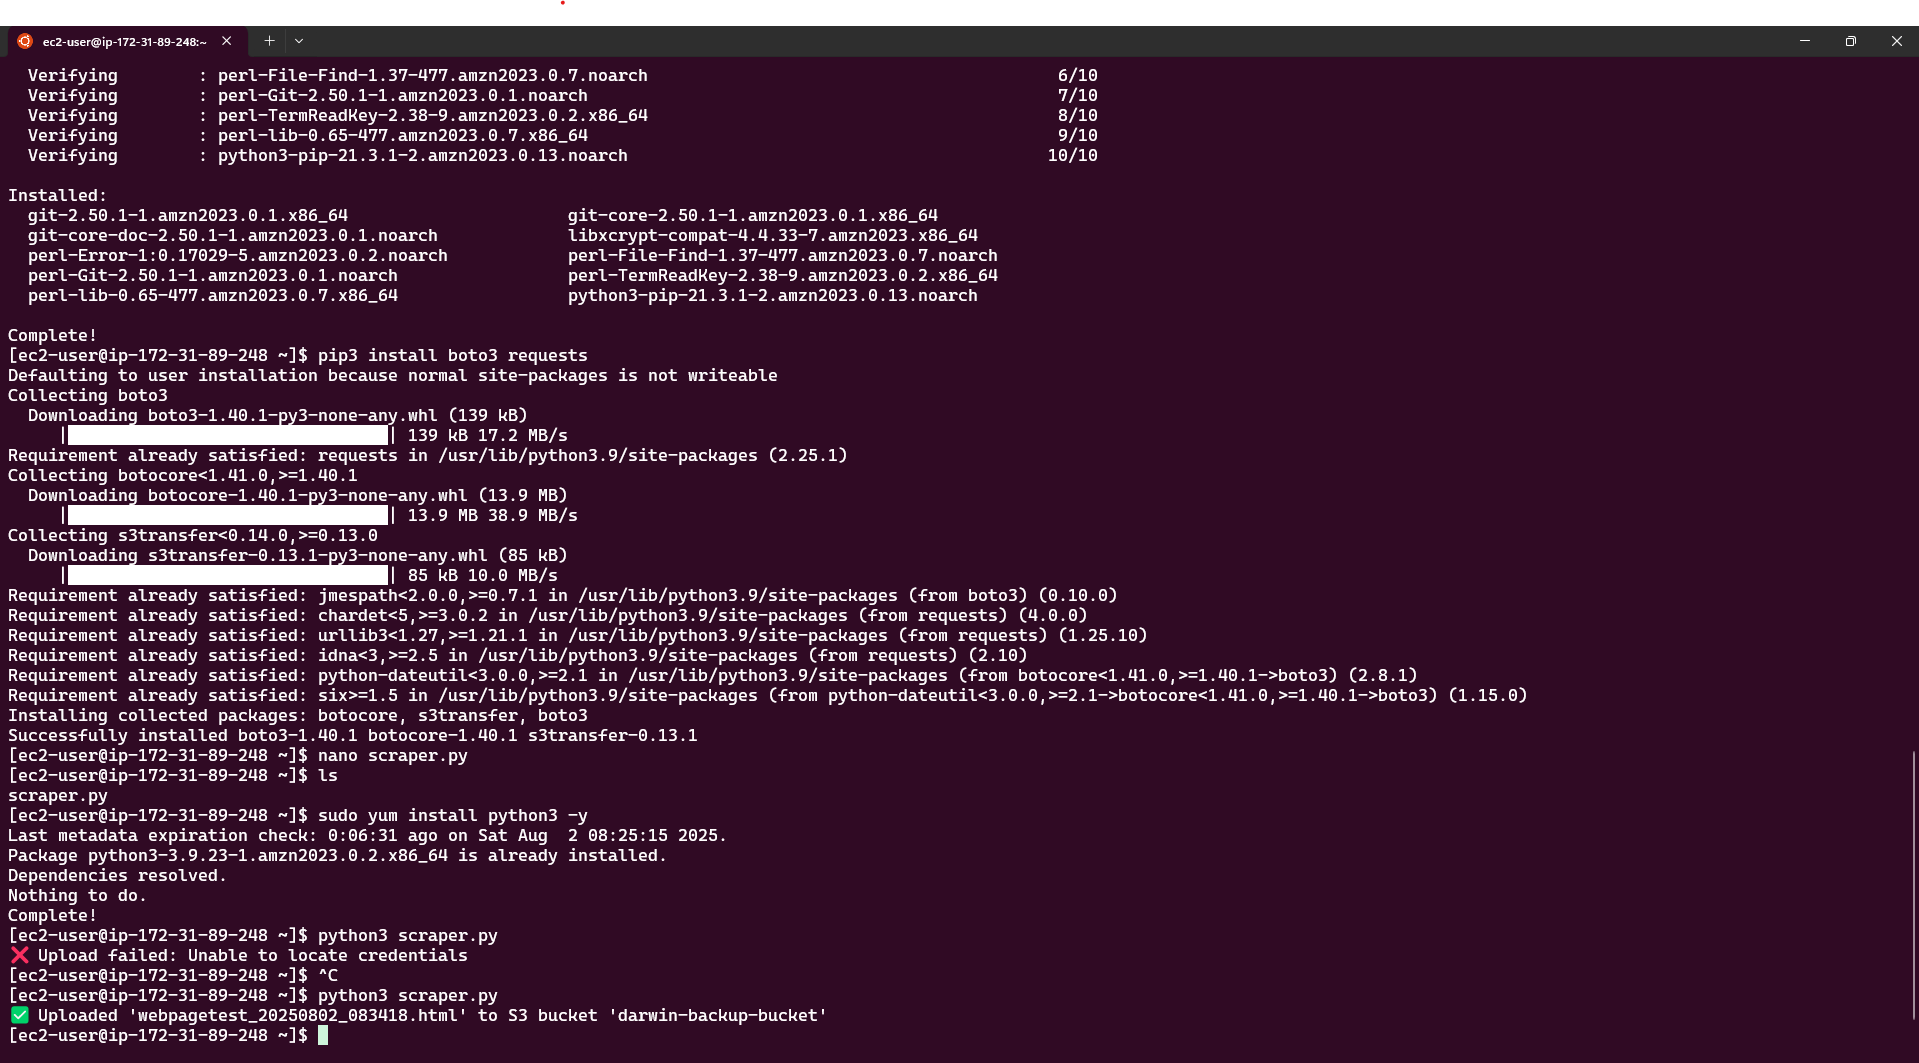 ec2-user@ip-172-31-89-248:~
Verifying : perl-File-Find-1.37-477.amzn2023.0.7.noarch 6/10
Verifying : perl-Git-2.50.1-1.amzn2023.0.1.noarch 7/10
Verifying : perl-TermReadKey-2.38-9.amzn2023.0.2.x86_64 8/10
Verifying : perl-lib-0.65-477.amzn2023.0.7.x86_64 9/10
Verifying : python3-pip-21.3.1-2.amzn2023.0.13.noarch 10/10
Installed:
git-2.50.1-1.amzn2023.0.1.x86_64 git-core-2.50.1-1.amzn2023.0.1.x86_64
git-core-doc-2.50.1-1.amzn2023.0.1.noarch libxcrypt-compat-4.4.33-7.amzn2023.x86_64
perl-Error-1:0.17029-5.amzn2023.0.2.noarch perl-File-Find-1.37-477.amzn2023.0.7.noarch
perl-Git-2.50.1-1.amzn2023.0.1.noarch perl-TermReadKey-2.38-9.amzn2023.0.2.x86_64
perl-lib-0.65-477.amzn2023.0.7.x86_64 python3-pip-21.3.1-2.amzn2023.0.13.noarch
Complete!
[ec2-user@ip-172-31-89-248 ~]$ pip3 install boto3 requests
Defaulting to user installation because normal site-packages is not writeable
Collecting boto3
Downloading boto3-1.40.1-py3-none-any.whl (139 kB)
| | 139 kB 17.2 MB/s
Requirement already satisfied: requests in /usr/lib/python3.9/site-packages (2.25.1)
Collecting botocore<1.41.0,>=1.40.1
Downloading botocore-1.40.1-py3-none-any.whl (13.9 MB)
| | 13.9 MB 38.9 MB/s
Collecting s3transfer<0.14.0,>=0.13.0
Downloading s3transfer-0.13.1-py3-none-any.whl (85 kB)
| | 85 kB 10.0 MB/s
Requirement already satisfied: jmespath<2.0.0,>=0.7.1 in /usr/lib/python3.9/site-packages (from boto3) (0.10.0)
Requirement already satisfied: chardet<5,>=3.0.2 in /usr/lib/python3.9/site-packages (from requests) (4.0.0)
Requirement already satisfied: urllib3<1.27,>=1.21.1 in /usr/lib/python3.9/site-packages (from requests) (1.25.10)
Requirement already satisfied: idna<3,>=2.5 in /usr/lib/python3.9/site-packages (from requests) (2.10)
Requirement already satisfied: python-dateutil<3.0.0,>=2.1 in /usr/lib/python3.9/site-packages (from botocore<1.41.0,>=1.40.1->boto3) (2.8.1)
Requirement already satisfied: six>=1.5 in /usr/lib/python3.9/site-packages (from python-dateutil<3.0.0,>=2.1->botocore<1.41.0,>=1.40.1->boto3) (1.15.0)
Installing collected packages: botocore, s3transfer, boto3
Successfully installed boto3-1.40.1 botocore-1.40.1 s3transfer-0.13.1
[ec2-user@ip-172-31-89-248 ~]$ nano scraper.py
[ec2-user@ip-172-31-89-248 ~]$ ls
scraper.py
[ec2-user@ip-172-31-89-248 ~]$ sudo yum install python3 -y
Last metadata expiration check: 0:06:31 ago on Sat Aug  2 08:25:15 2025.
Package python3-3.9.23-1.amzn2023.0.2.x86_64 is already installed.
Dependencies resolved.
Nothing to do.
Complete!
[ec2-user@ip-172-31-89-248 ~]$ python3 scraper.py
❌ Upload failed: Unable to locate credentials
[ec2-user@ip-172-31-89-248 ~]$ ^C
[ec2-user@ip-172-31-89-248 ~]$ python3 scraper.py
✅ Uploaded 'webpagetest_20250802_083418.html' to S3 bucket 'darwin-backup-bucket'
[ec2-user@ip-172-31-89-248 ~]$